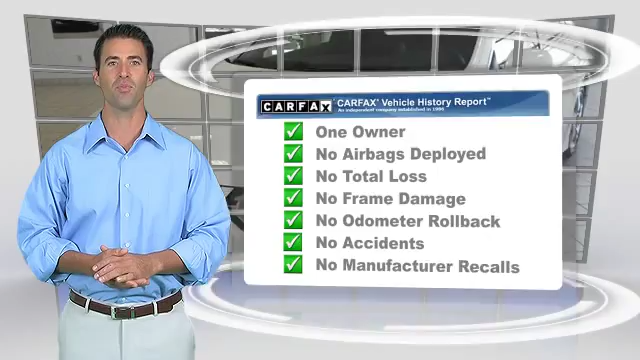 CARFAX CARFAX® Vehicle History Report™
An independent company established in 1986
One Owner
No Airbags Deployed
No Total Loss
No Frame Damage
No Odometer Rollback
No Accidents
No Manufacturer Recalls